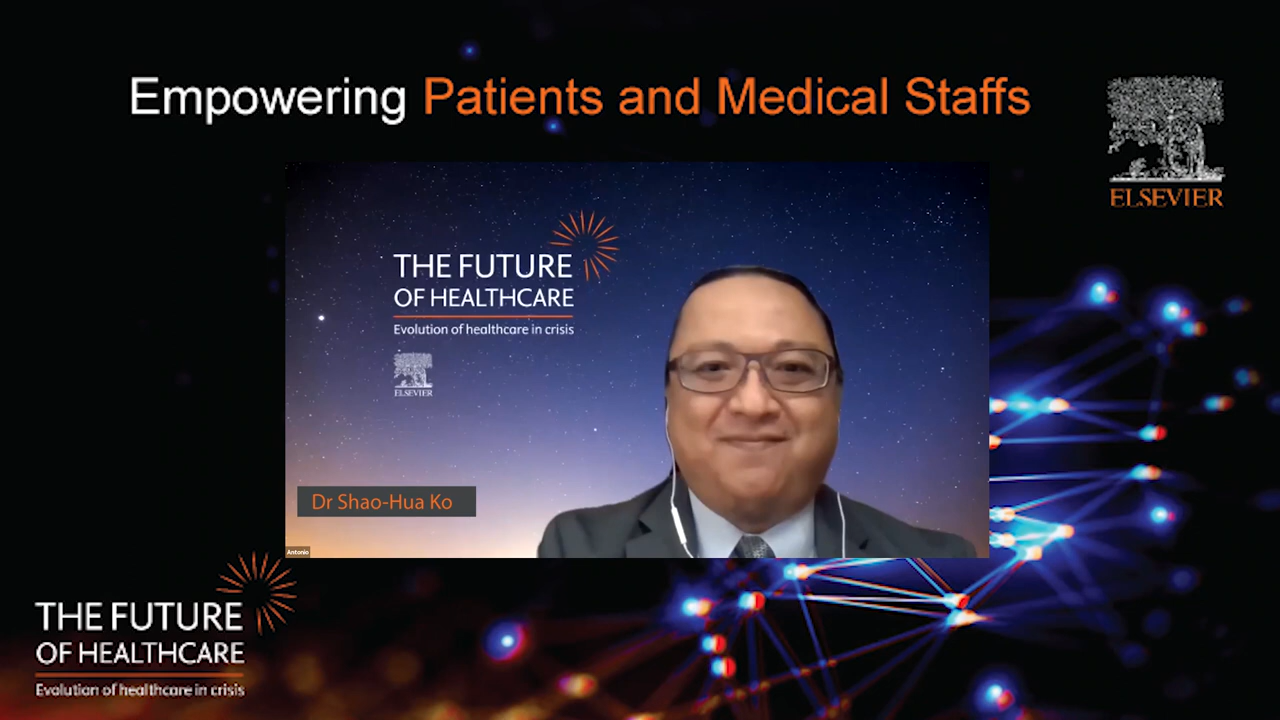 Empowering Patients and Medical Staffs
ELSEVIER
THE FUTURE
OF HEALTHCARE
Evolution of healthcare in crisis
ELSEVIER
Dr Shao-Hua Ko
Antonio
THE FUTURE
OF HEALTHCARE
Evolution of healthcare in crisis